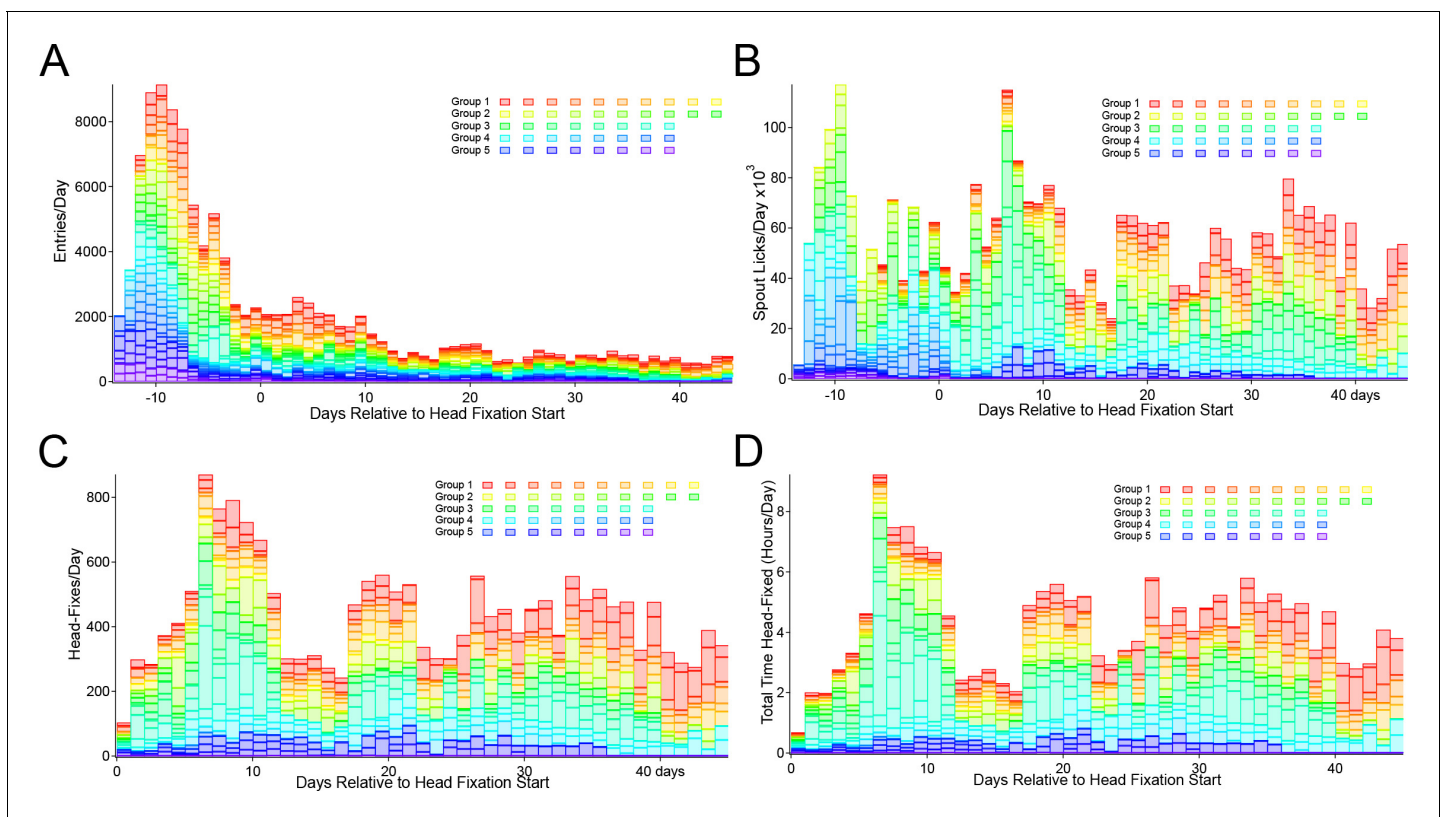 A
Entries/Day
8000
6000
4000
2000
0
Group 1
Group 2
Group 3
Group 4
Group 5
-10 0 10 20 30 40
Days Relative to Head Fixation Start
B
Spout Licks/Day x10³
100
80
60
40
20
0
Group 1
Group 2
Group 3
Group 4
Group 5
-10 0 10 20 30 40 days
Days Relative to Head Fixation Start
C
Head-Fixes/Day
800
600
400
200
0
Group 1
Group 2
Group 3
Group 4
Group 5
0 10 20 30 40 days
Days Relative to Head Fixation Start
D
Total Time Head-Fixed (Hours/Day)
8
6
4
2
0
Group 1
Group 2
Group 3
Group 4
Group 5
0 10 20 30 40
Days Relative to Head Fixation Start